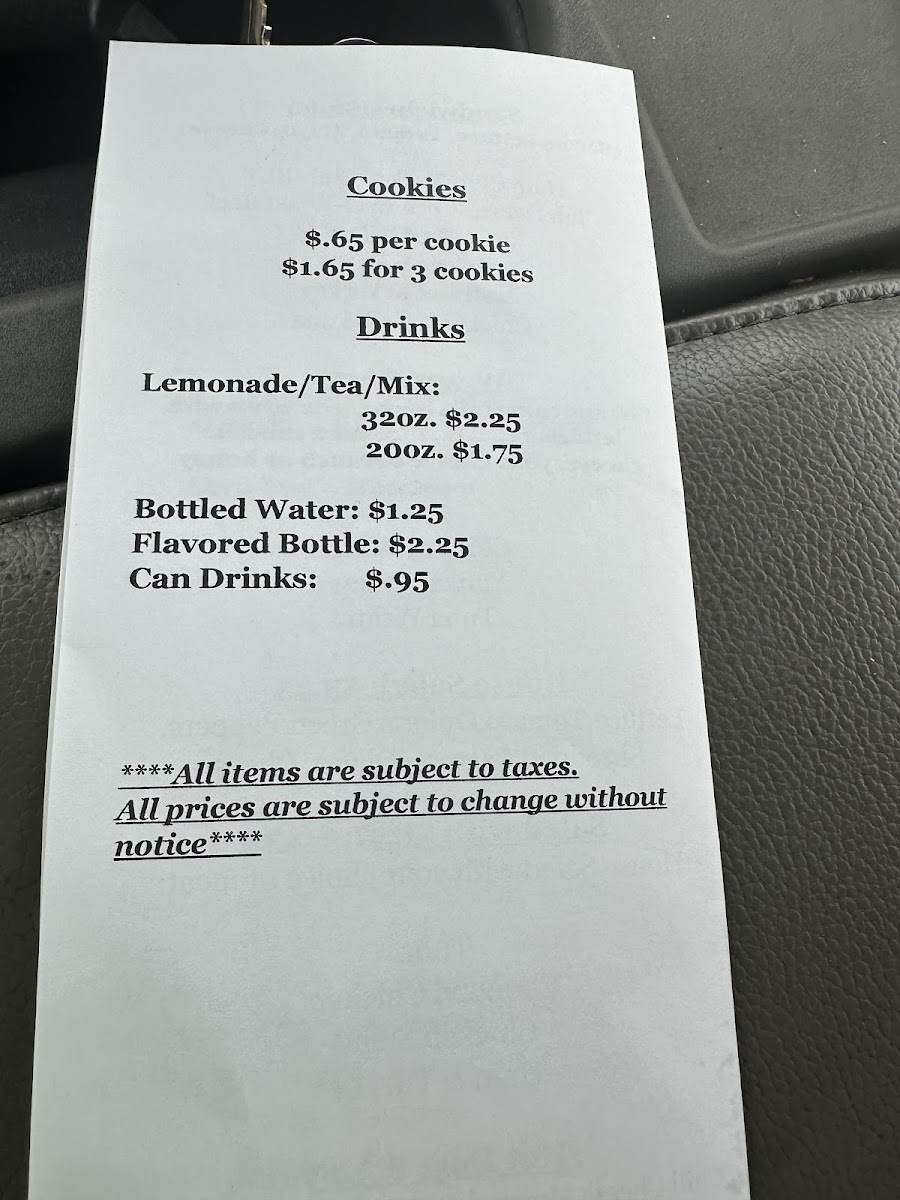 Cookies
$.65 per cookie
$1.65 for 3 cookies
Drinks
Lemonade/Tea/Mix:
32oz. $2.25
20oz. $1.75
Bottled Water: $1.25
Flavored Bottle: $2.25
Can Drinks: $.95
****All items are subject to taxes.
All prices are subject to change without
notice****